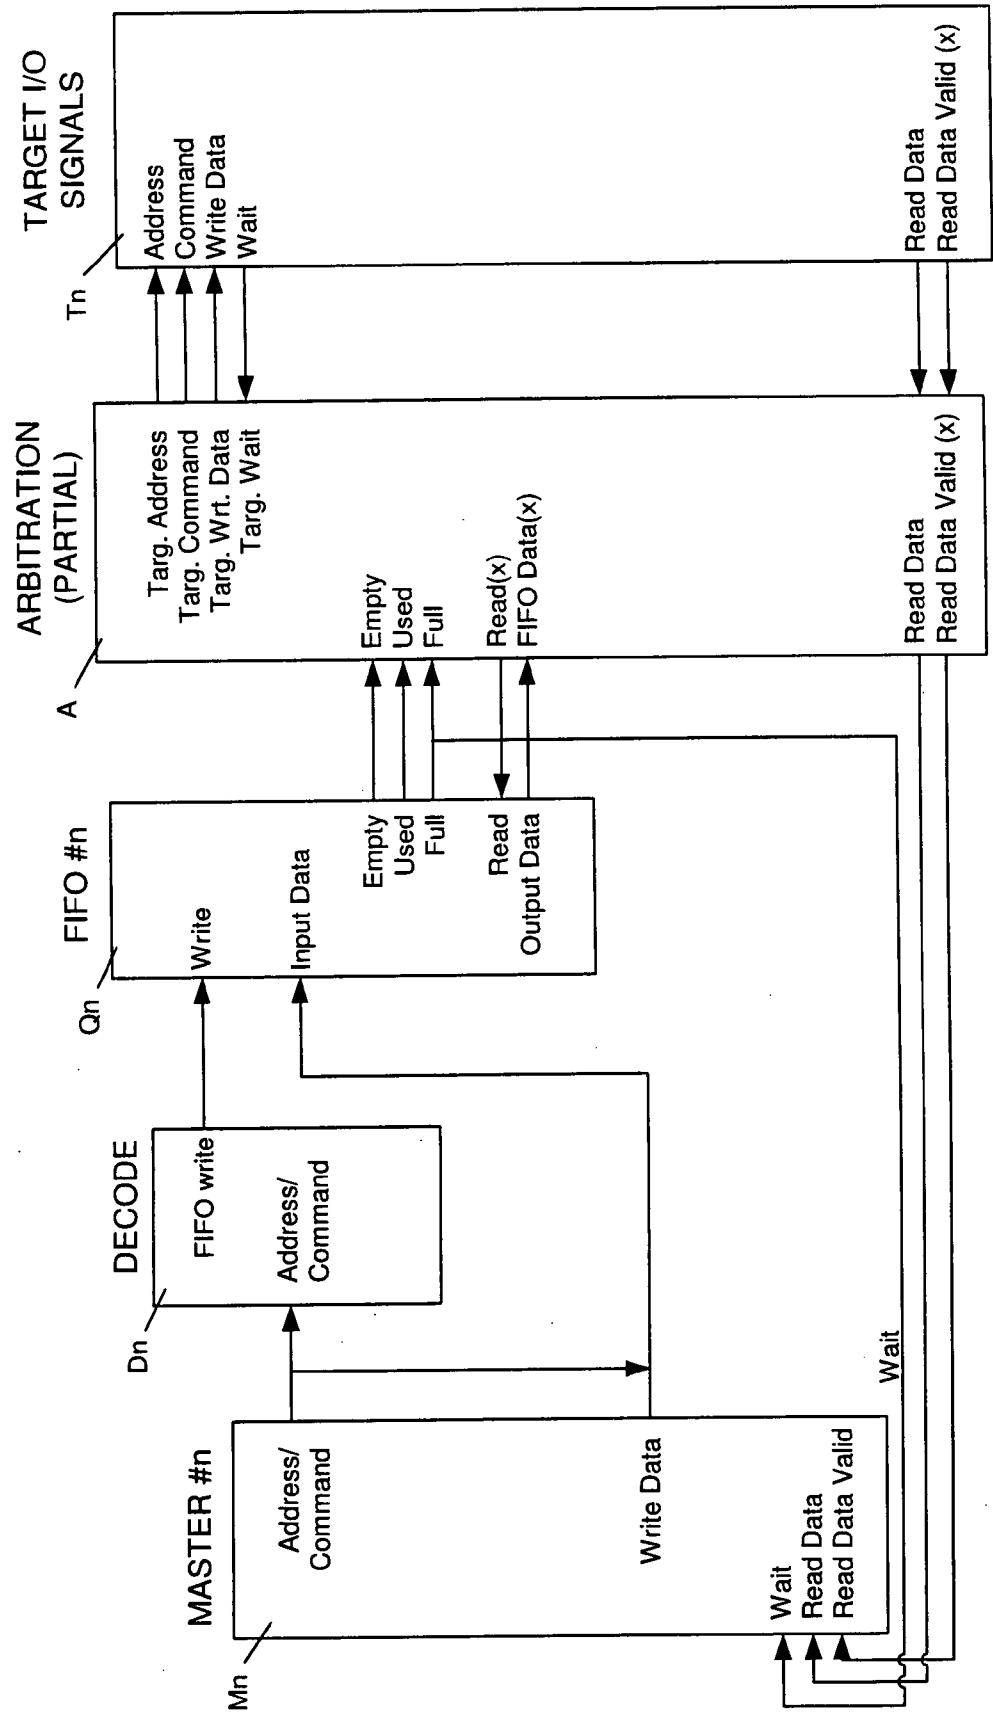 MASTER #n
Mn
Address/
Command
Write Data
Wait
Read Data
Read Data Valid
Wait
DECODE
Dn
FIFO write
Address/
Command
FIFO #n
Qn
Write
Input Data
Empty
Used
Full
Read
Output Data
ARBITRATION
(PARTIAL)
A
Targ. Address
Targ. Command
Targ. Wrt. Data
Targ. Wait
Empty
Used
Full
Read(x)
FIFO Data(x)
Read Data
Read Data Valid (x)
TARGET I/O
SIGNALS
Tn
Address
Command
Write Data
Wait
Read Data
Read Data Valid (x)